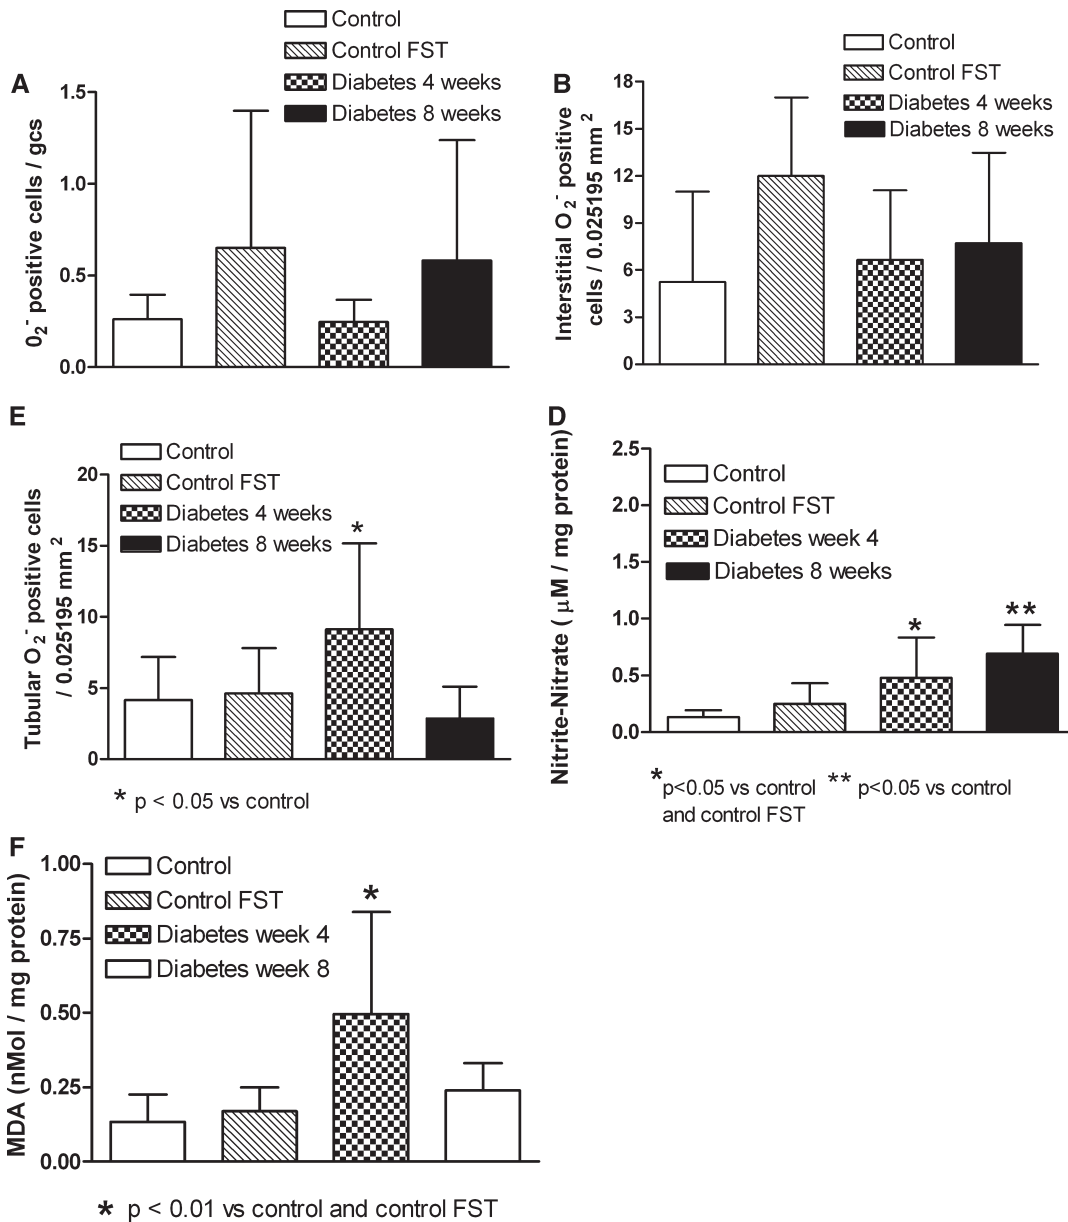 A
Control
Control FST
Diabetes 4 weeks
Diabetes 8 weeks
02- positive cells / gcs
1.5
1.0
0.5
0.0
B
Control
Control FST
Diabetes 4 weeks
Diabetes 8 weeks
Interstitial O2- positive
cells / 0.025195 mm2
18
15
12
9
6
3
0
E
Control
Control FST
Diabetes 4 weeks
Diabetes 8 weeks
Tubular O2- positive cells
/ 0.025195 mm2
20
15
10
5
0
*
* p < 0.05 vs control
D
Control
Control FST
Diabetes week 4
Diabetes 8 weeks
Nitrite-Nitrate ( μM / mg protein)
2.5
2.0
1.5
1.0
0.5
0.0
*
**
* p<0.05 vs control
and control FST
** p<0.05 vs control
F
Control
Control FST
Diabetes week 4
Diabetes week 8
MDA (nMol / mg protein)
1.00
0.75
0.50
0.25
0.00
*
* p < 0.01 vs control and control FST